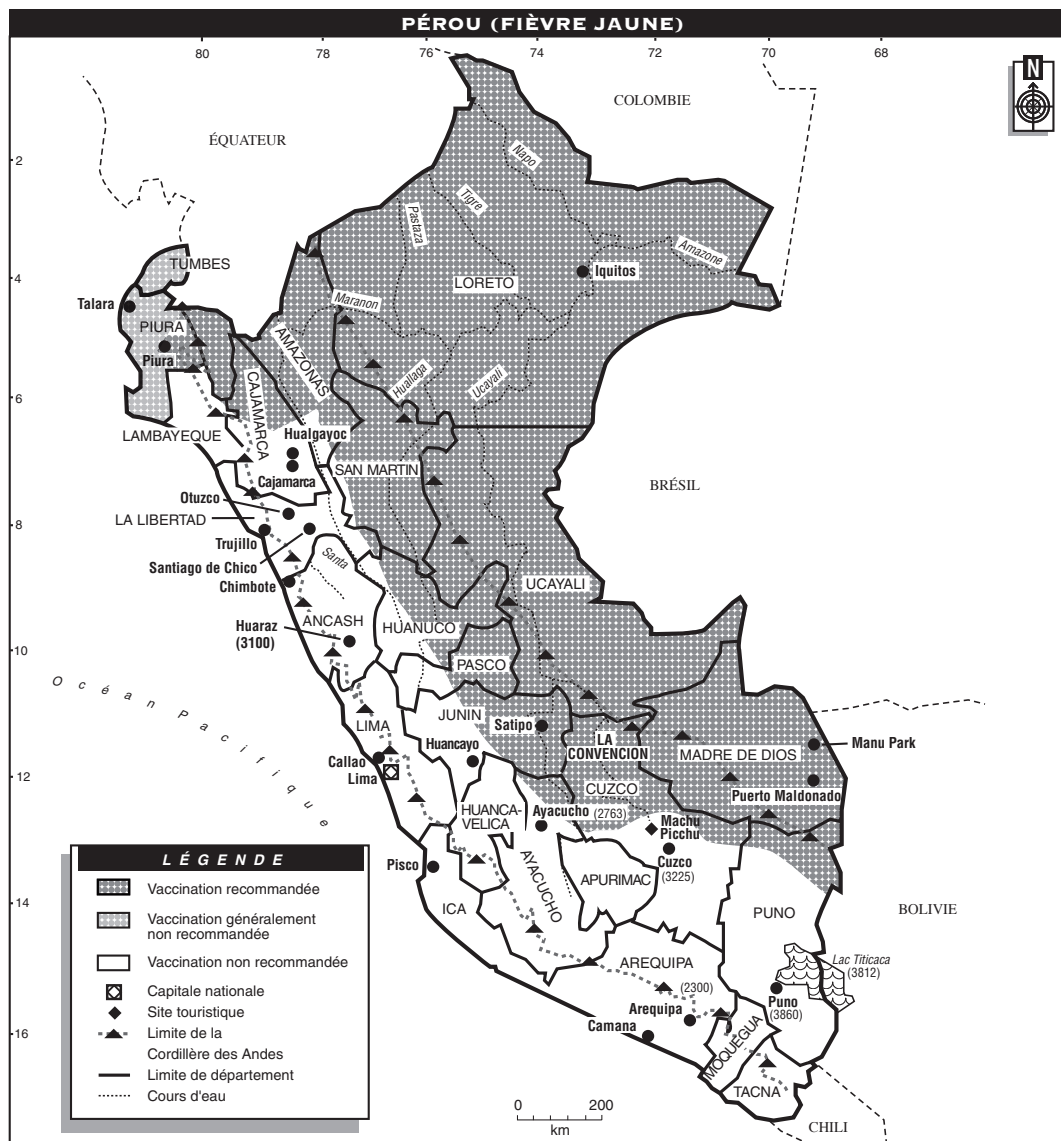 PÉROU (FIÈVRE JAUNE)
80 78 76 74 72 70 68
N
COLOMBIE
ÉQUATEUR
2
Napo
Tigre
Pastaza
Amazone
TUMBES
4
Iquitos
LORETO
Talara
Maranon
PIURA
Piura
AMAZONAS
Huallaga
Ucayali
CAJAMARCA
6
LAMBAYEQUE
Hualgayoc
SAN MARTIN
Cajamarca
BRÉSIL
Otuzco
LA LIBERTAD
8
Trujillo
Santiago de Chico
Santa
Chimbote
UCAYALI
ANCASH
HUANUCO
Huaraz
(3100)
10
PASCO
Océan Pacifique
JUNIN
LIMA
Satipo
LA
CONVENCION
MADRE DE DIOS
Manu Park
Huancayo
Callao
Lima
12
CUZCO
Puerto Maldonado
HUANCA-
VELICA
Ayacucho (2763)
Machu
Picchu
Cuzco
(3225)
Pisco
AYACUCHO
APURIMAC
14
ICA
PUNO
BOLIVIE
AREQUIPA
Lac Titicaca
(3812)
(2300)
Arequipa
Puno
(3860)
Camana
16
MOQUEGUA
TACNA
CHILI
LÉGENDE
Vaccination recommandée
Vaccination généralement
non recommandée
Vaccination non recommandée
Capitale nationale
Site touristique
Limite de la
Cordillère des Andes
Limite de département
Cours d'eau
0 200
km